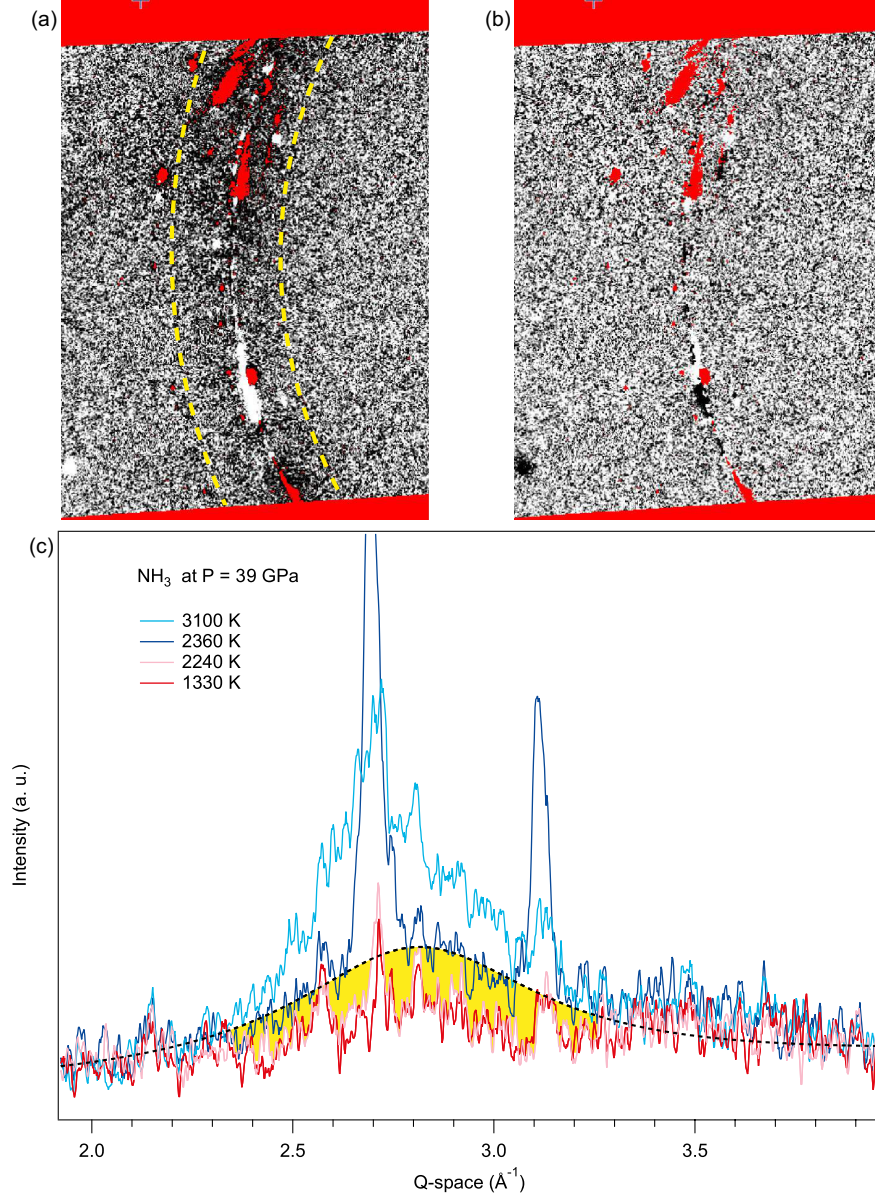 (a)
(b)
(c)
NH₃ at P = 39 GPa
3100 K
2360 K
2240 K
1330 K
Intensity (a. u.)
2.0 2.5 3.0 3.5
Q-space (Å⁻¹)